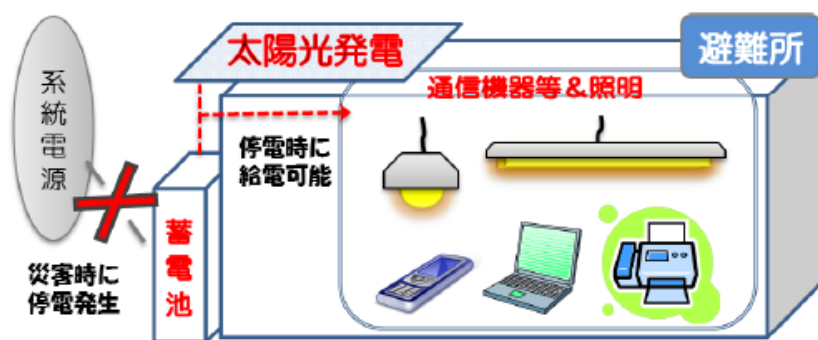 太陽光発電
避難所
系統電源
通信機器等＆照明
停電時に
給電可能
蓄電池
災害時に
停電発生